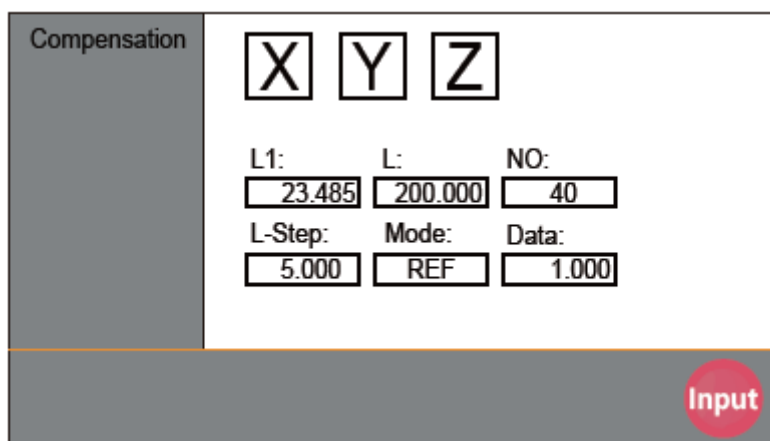 Compensation
X Y Z
L1: L: NO:
23.485 200.000 40
L-Step: Mode: Data:
5.000 REF 1.000
Input